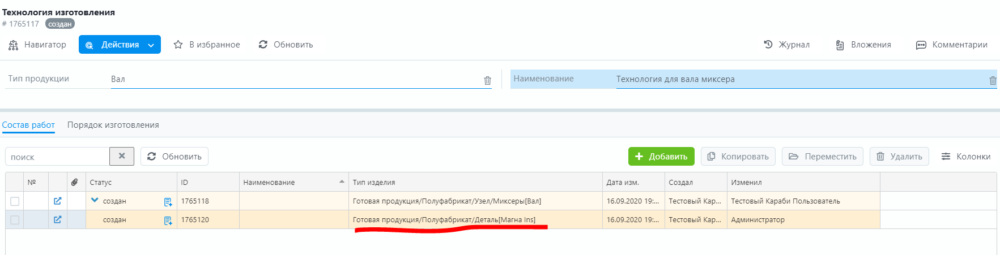 Технология изготовления
# 1765117 создан
Навигатор Действия В избранное Обновить Журнал Вложения Комментарии
Тип продукции Вал Наименование Технология для вала миксера
Состав работ Порядок изготовления
поиск Обновить Добавить Копировать Переместить Удалить Колонки
№ Статус ID Наименование Тип изделия Дата изм. Создал Изменил
создан 1765118 Готовая продукция/Полуфабрикат/Узел/Миксеры[Вал] 16.09.2020 19:... Тестовый Кар... Тестовый Караби Пользователь
создан 1765120 Готовая продукция/Полуфабрикат/Деталь[Магна Ins] 16.09.2020 19:... Тестовый Кар... Администратор